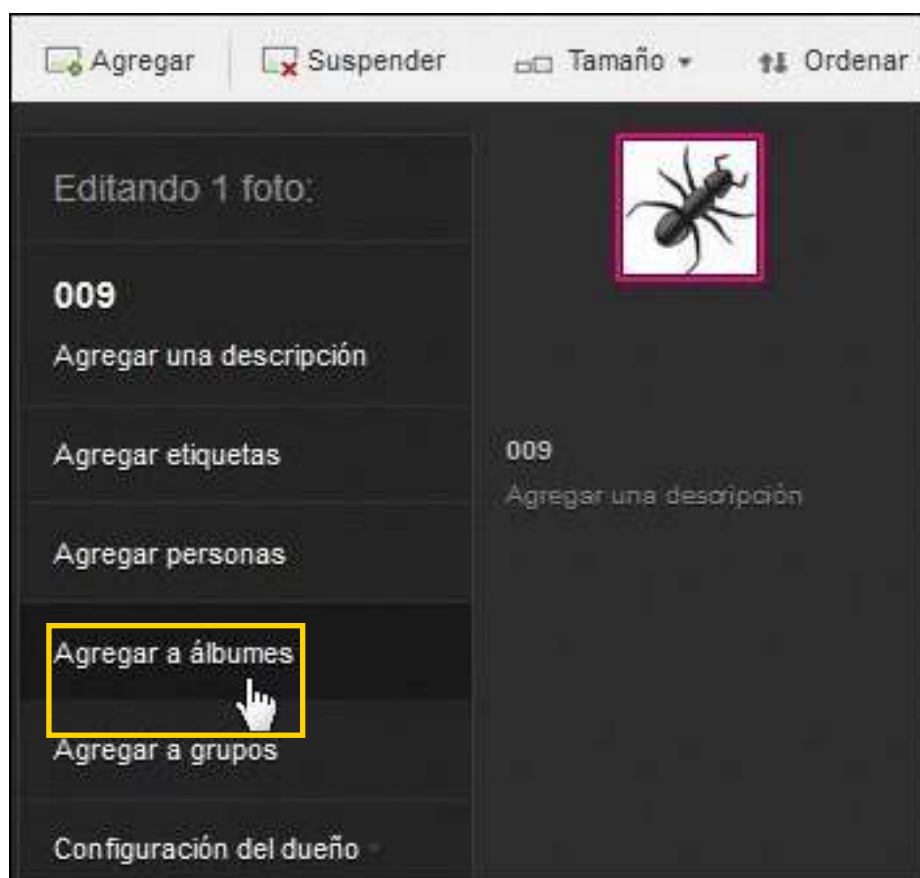 Agregar Suspender Tamaño Ordenar
Editando 1 foto:
009
Agregar una descripción
Agregar etiquetas
Agregar personas
Agregar a álbumes
Agregar a grupos
Configuración del dueño
009
Agregar una descripción